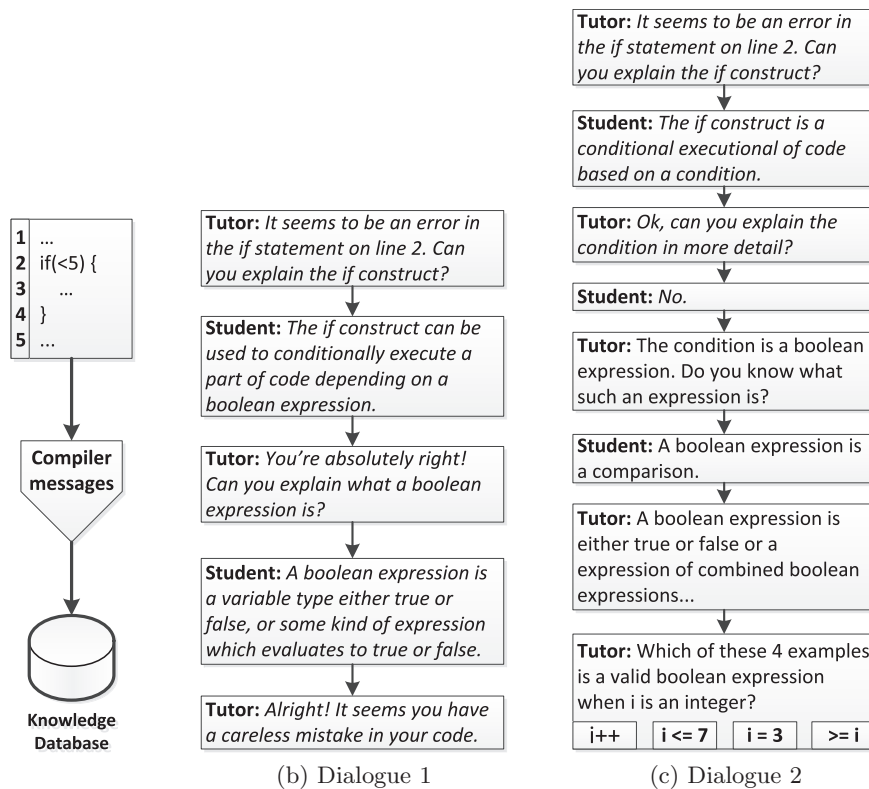 1 ...
2 if(<5) {
3 ...
4 }
5 ...
Compiler
messages
Knowledge
Database
Tutor: It seems to be an error in
the if statement on line 2. Can
you explain the if construct?
Student: The if construct can be
used to conditionally execute a
part of code depending on a
boolean expression.
Tutor: You're absolutely right!
Can you explain what a boolean
expression is?
Student: A boolean expression is
a variable type either true or
false, or some kind of expression
which evaluates to true or false.
Tutor: Alright! It seems you have
a careless mistake in your code.
(b) Dialogue 1
Tutor: It seems to be an error in
the if statement on line 2. Can
you explain the if construct?
Student: The if construct is a
conditional executional of code
based on a condition.
Tutor: Ok, can you explain the
condition in more detail?
Student: No.
Tutor: The condition is a boolean
expression. Do you know what
such an expression is?
Student: A boolean expression is
a comparison.
Tutor: A boolean expression is
either true or false or a
expression of combined boolean
expressions...
Tutor: Which of these 4 examples
is a valid boolean expression
when i is an integer?
i++ i <= 7 i = 3 >= i
(c) Dialogue 2